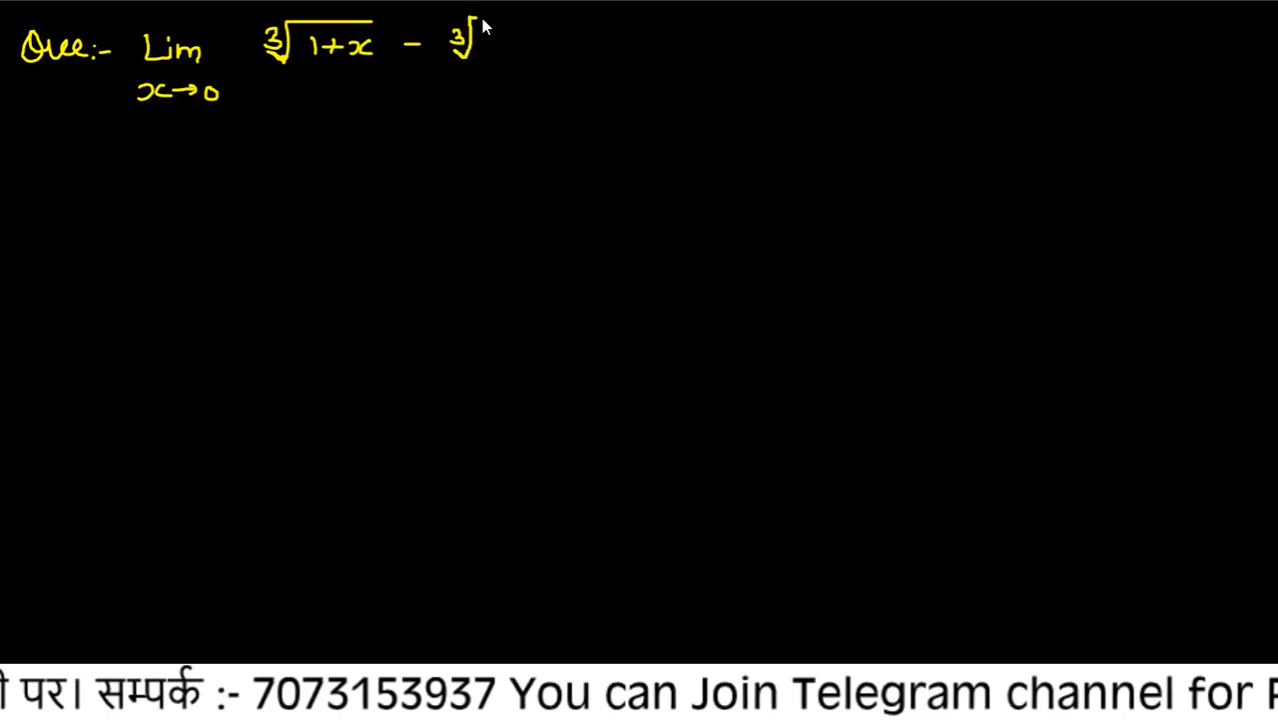 Que:- Lim ∛1+x - ∛
x→0
पर। सम्पर्क :- 7073153937 You can Join Telegram channel for